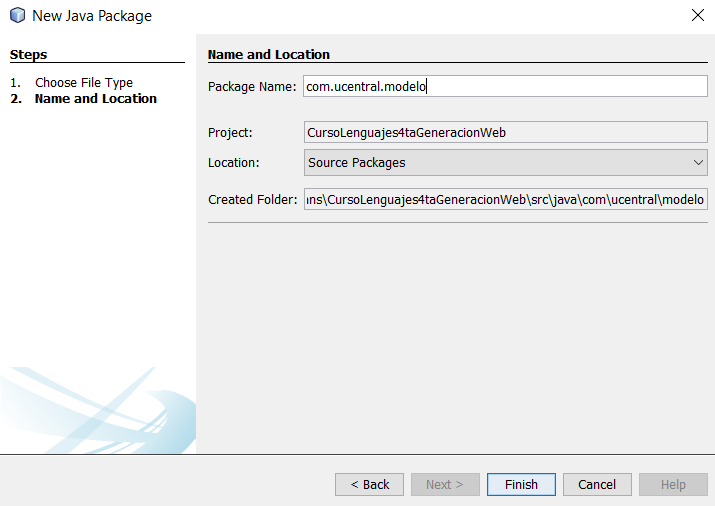 New Java Package
Steps
1. Choose File Type
2. Name and Location
Name and Location
Package Name: com.ucentral.modelo
Project: CursoLenguajes4taGeneracionWeb
Location: Source Packages
Created Folder: ns\CursoLenguajes4taGeneracionWeb\src\java\com\ucentral\modelo
< Back
Next >
Finish
Cancel
Help